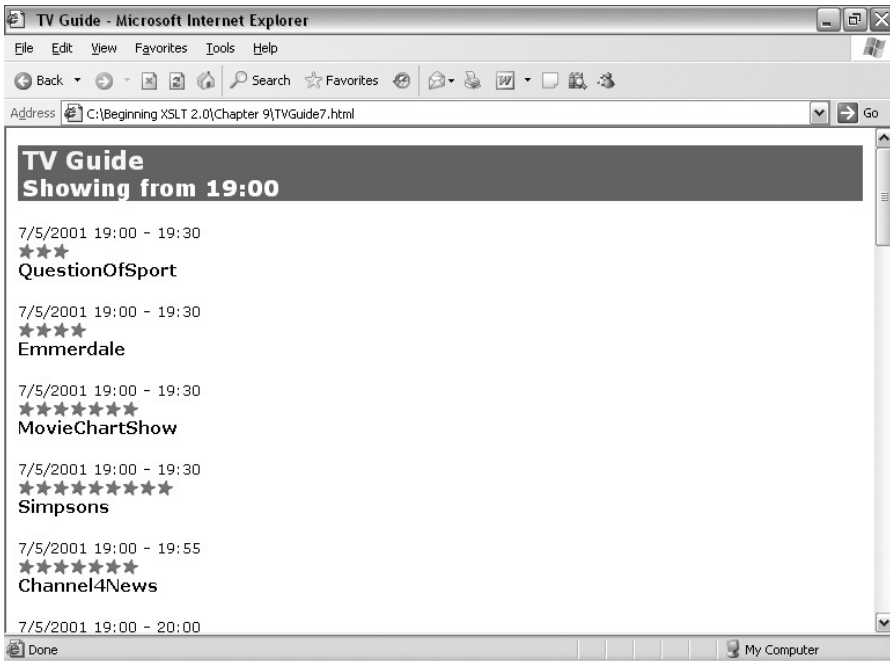 TV Guide - Microsoft Internet Explorer
File Edit View Favorites Tools Help
Back Search Favorites
Address C:\Beginning XSLT 2.0\Chapter 9\TVGuide7.html Go
TV Guide
Showing from 19:00
7/5/2001 19:00 - 19:30
★★★
QuestionOfSport
7/5/2001 19:00 - 19:30
★★★★
Emmerdale
7/5/2001 19:00 - 19:30
★★★★★★★
MovieChartShow
7/5/2001 19:00 - 19:30
★★★★★★★★★
Simpsons
7/5/2001 19:00 - 19:55
★★★★★★★
Channel4News
7/5/2001 19:00 - 20:00
Done My Computer